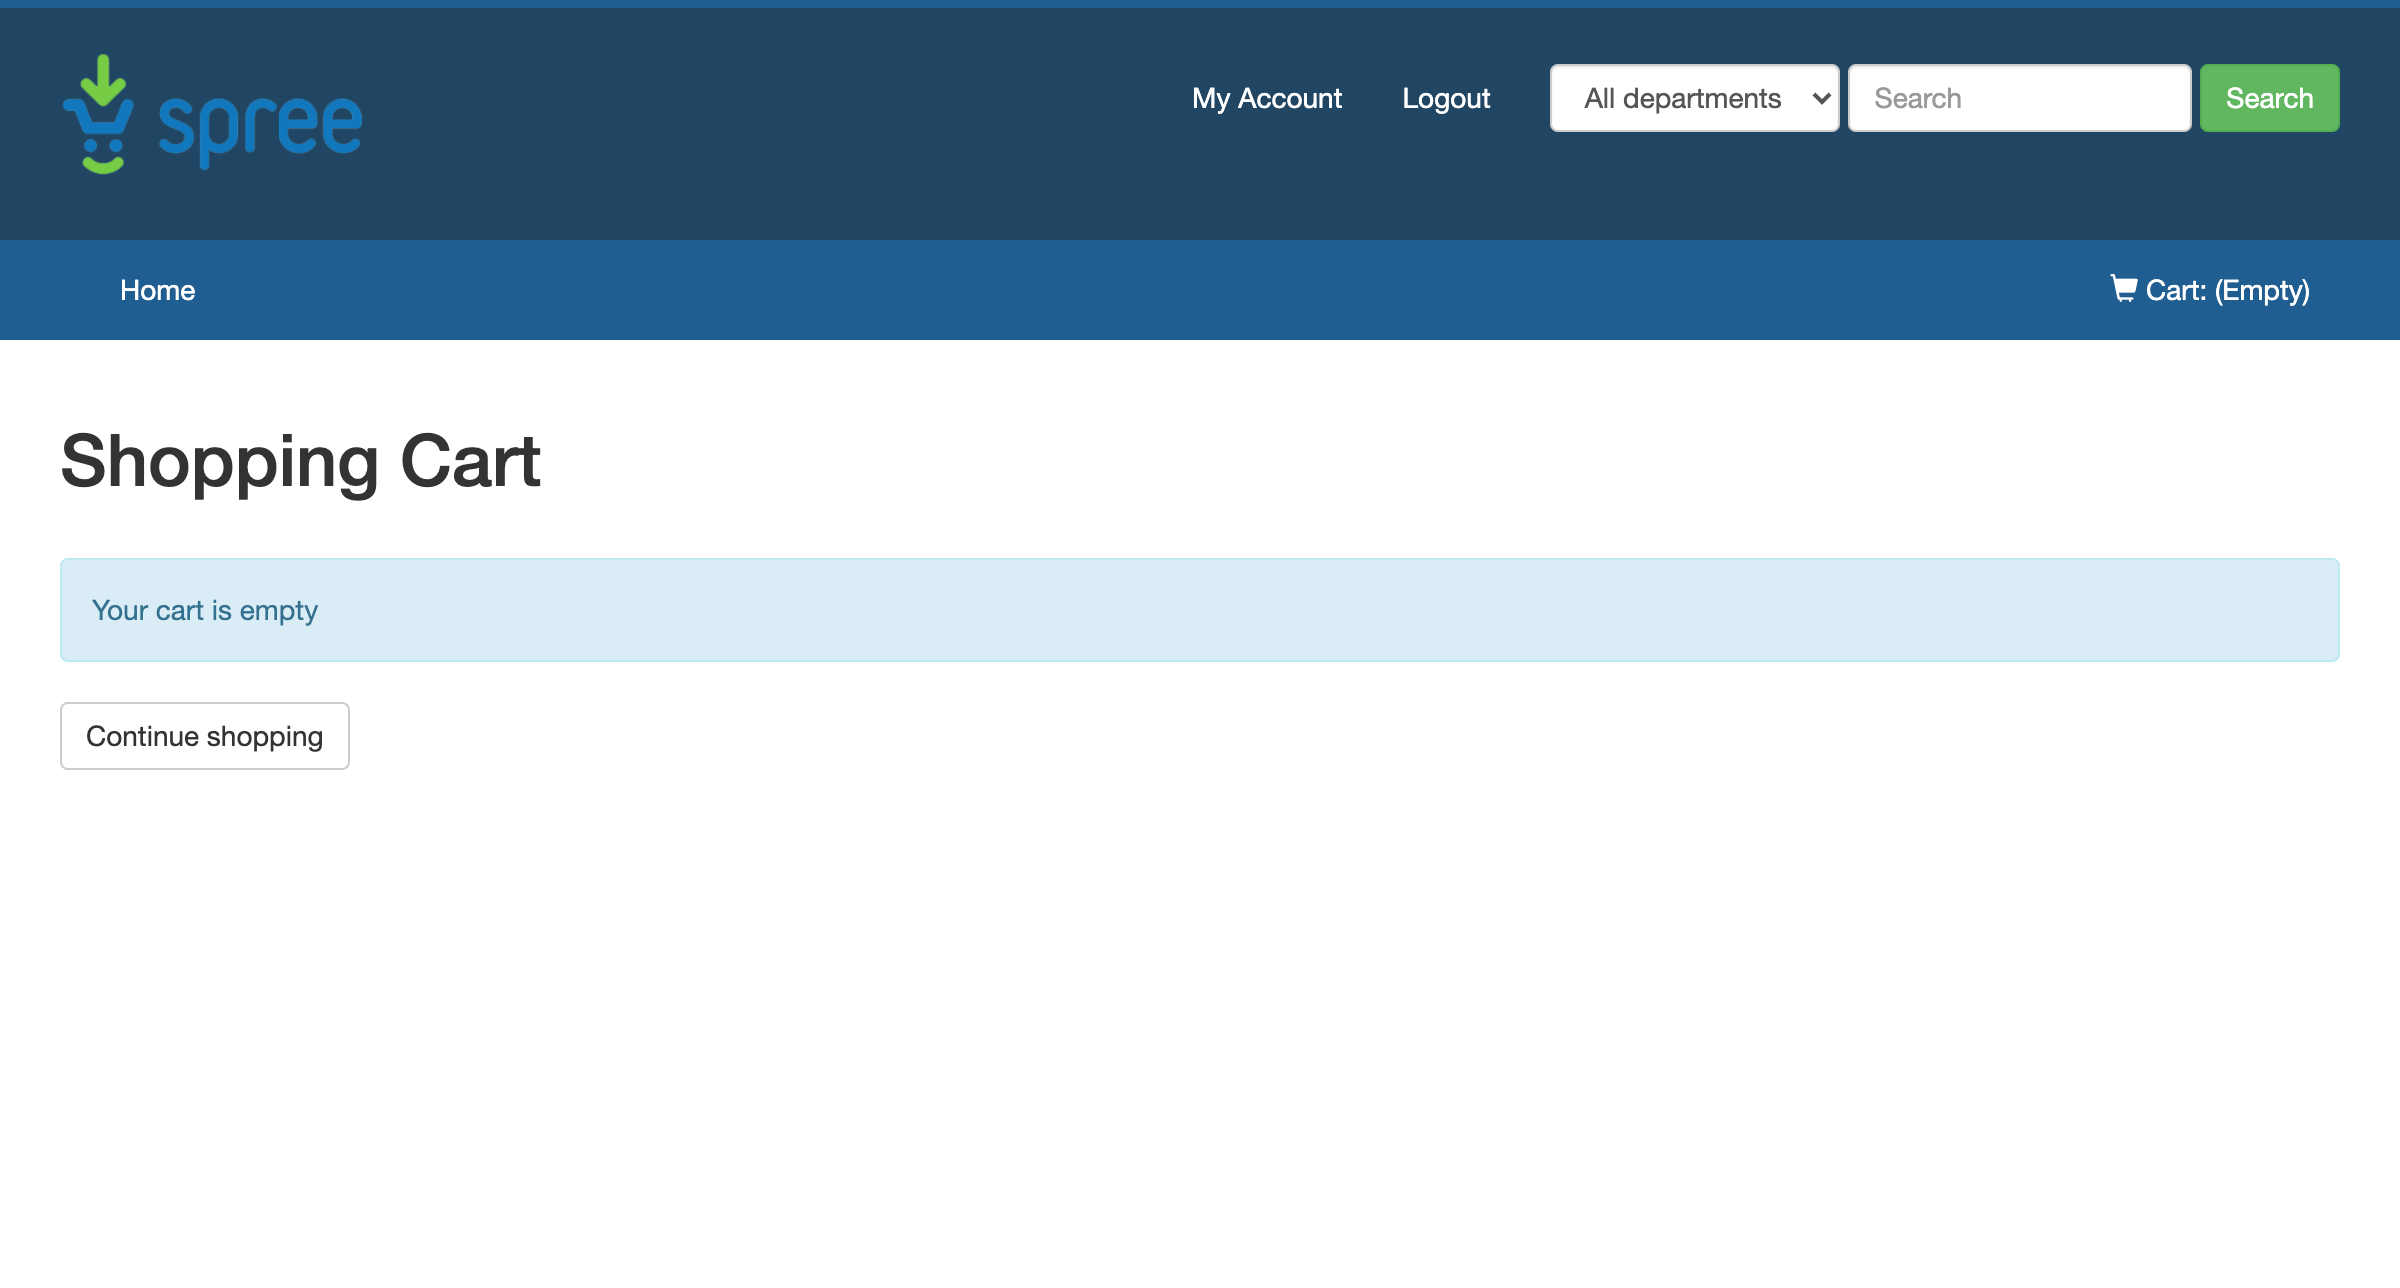 spree
My Account Logout All departments Search Search
Home Cart: (Empty)
Shopping Cart
Your cart is empty
Continue shopping